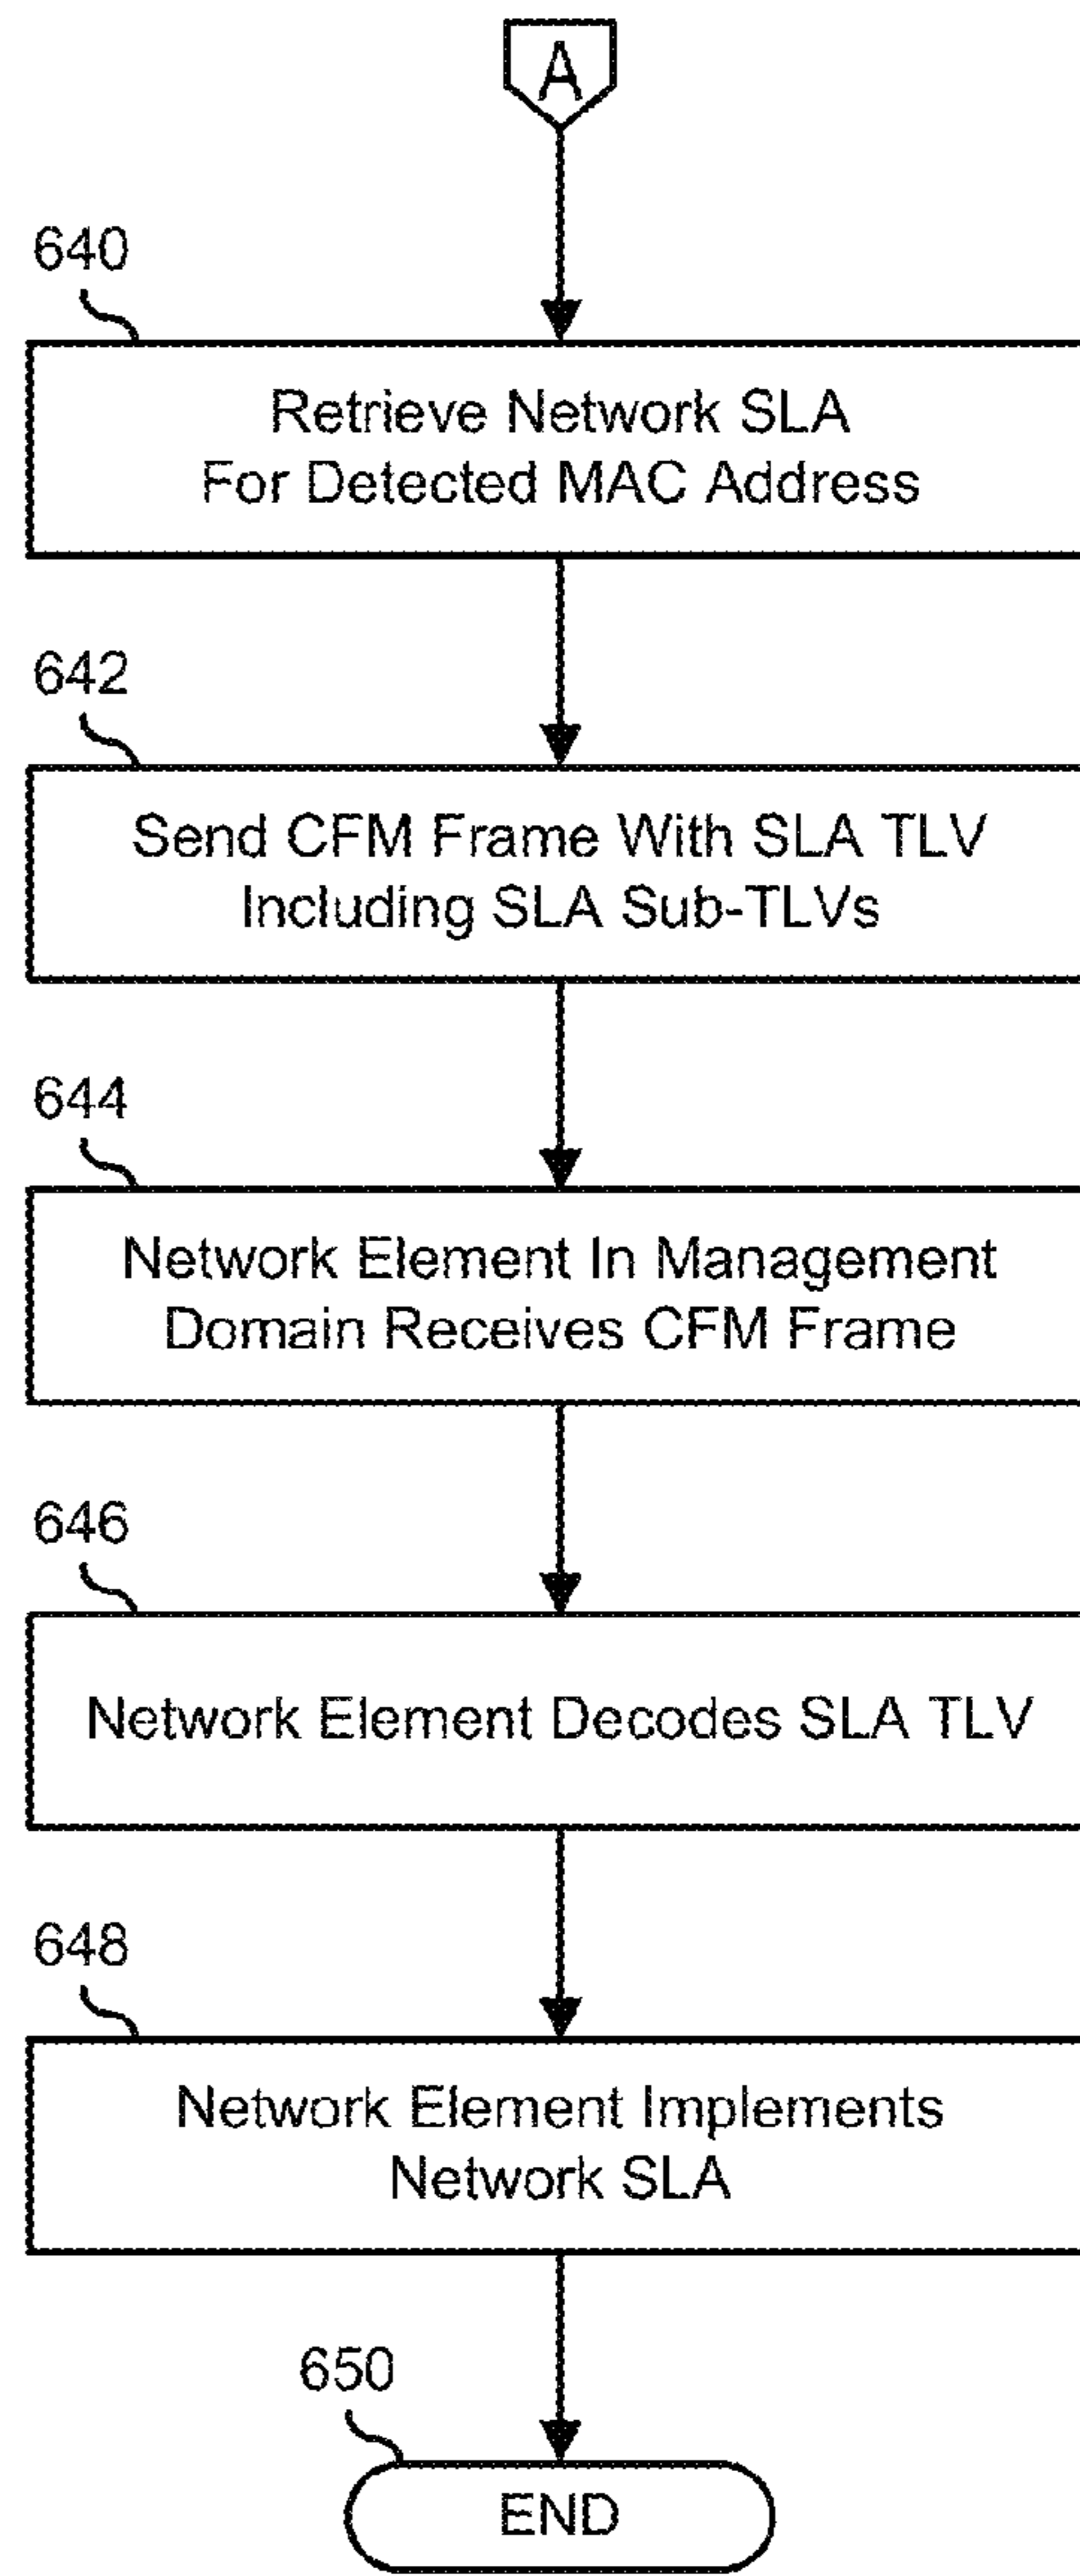 A
640
Retrieve Network SLA
For Detected MAC Address
642
Send CFM Frame With SLA TLV
Including SLA Sub-TLVs
644
Network Element In Management
Domain Receives CFM Frame
646
Network Element Decodes SLA TLV
648
Network Element Implements
Network SLA
650
END